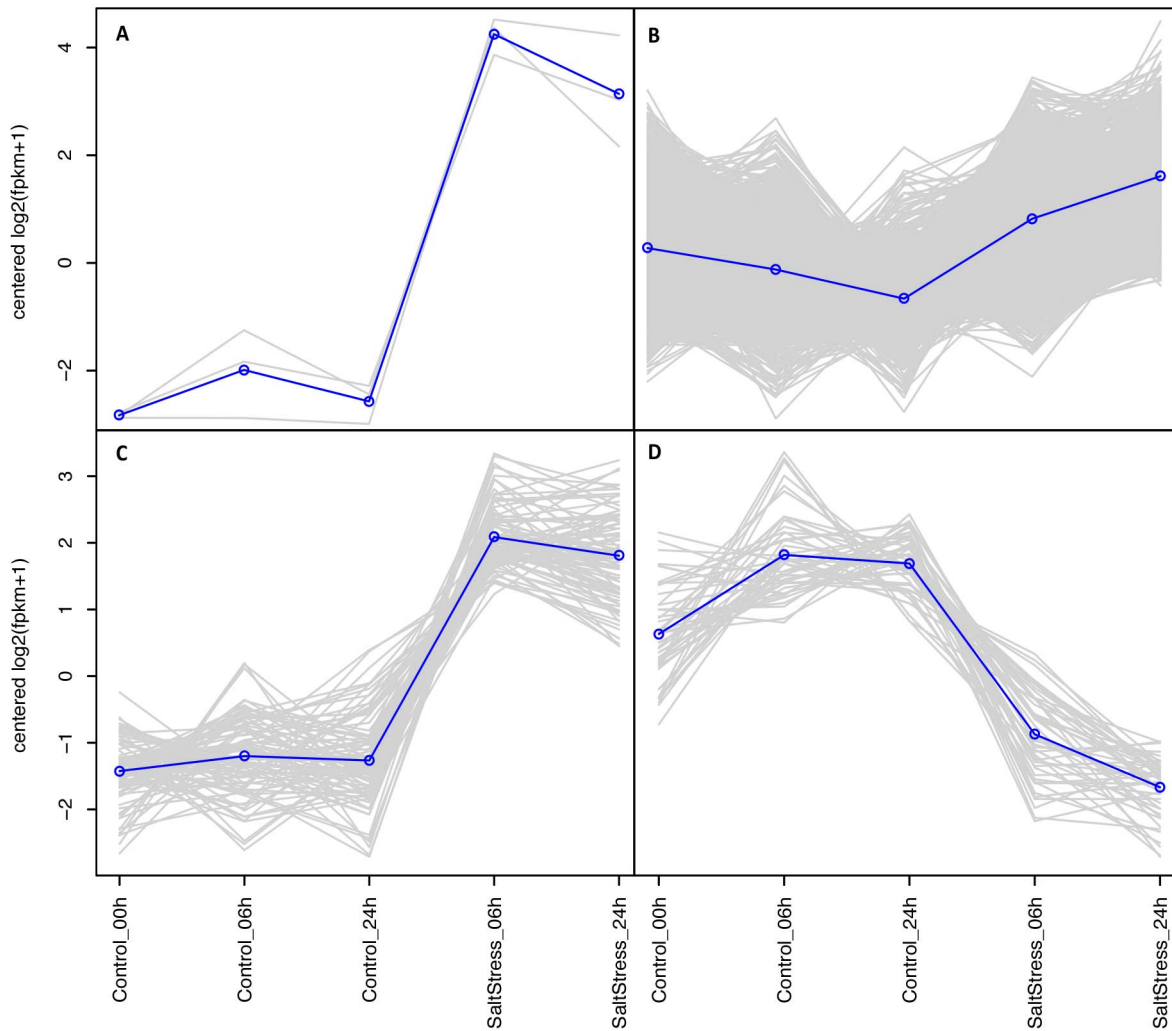 A
B
centered log2(fpkm+1)
4
2
0
−2
C
D
centered log2(fpkm+1)
3
2
1
0
−1
−2
Control_00h
Control_06h
Control_24h
SaltStress_06h
SaltStress_24h
Control_00h
Control_06h
Control_24h
SaltStress_06h
SaltStress_24h